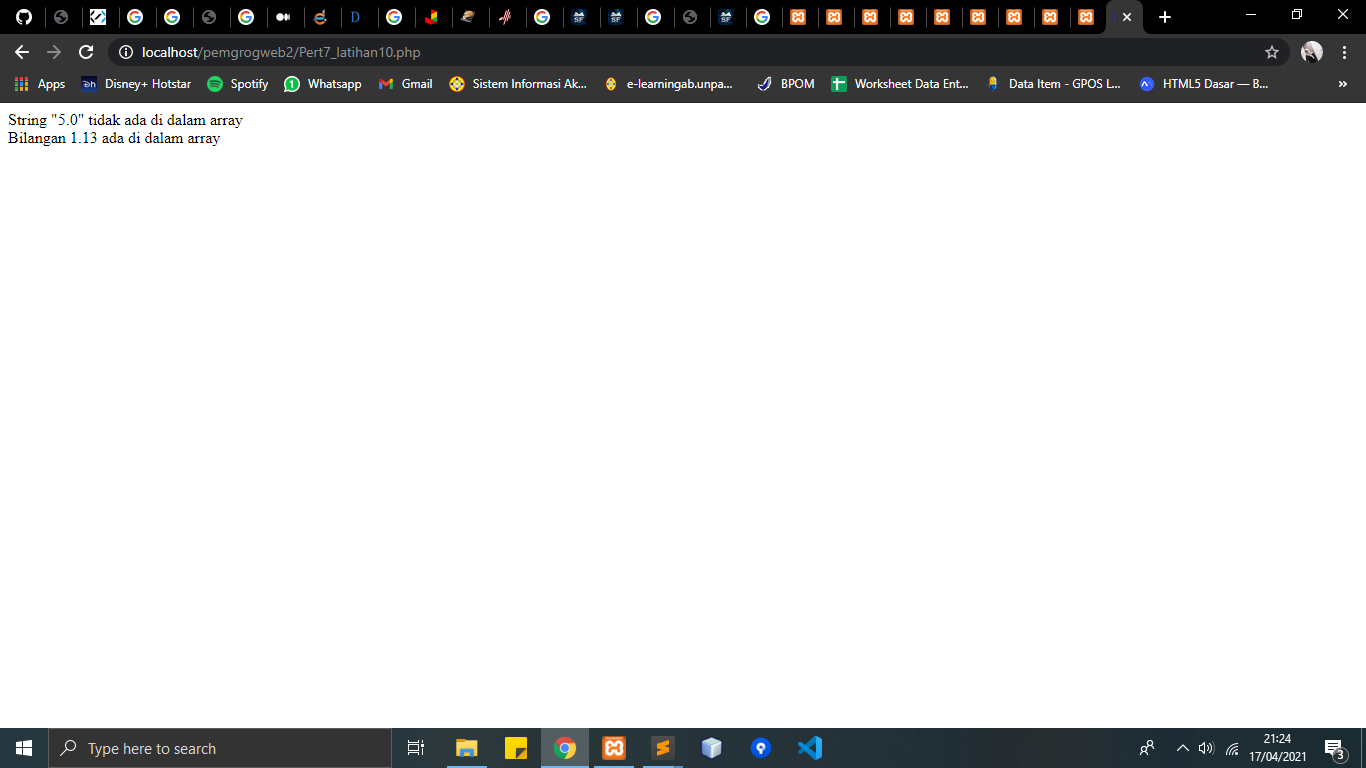 localhost/pemgrogweb2/Pert7_latihan10.php
Apps Disney+ Hotstar Spotify Whatsapp Gmail Sistem Informasi Ak... e-learningab.unpa... BPOM Worksheet Data Ent... Data Item - GPOS L... HTML5 Dasar — B... »
String "5.0" tidak ada di dalam array
Bilangan 1.13 ada di dalam array
Type here to search
21:24
17/04/2021
3